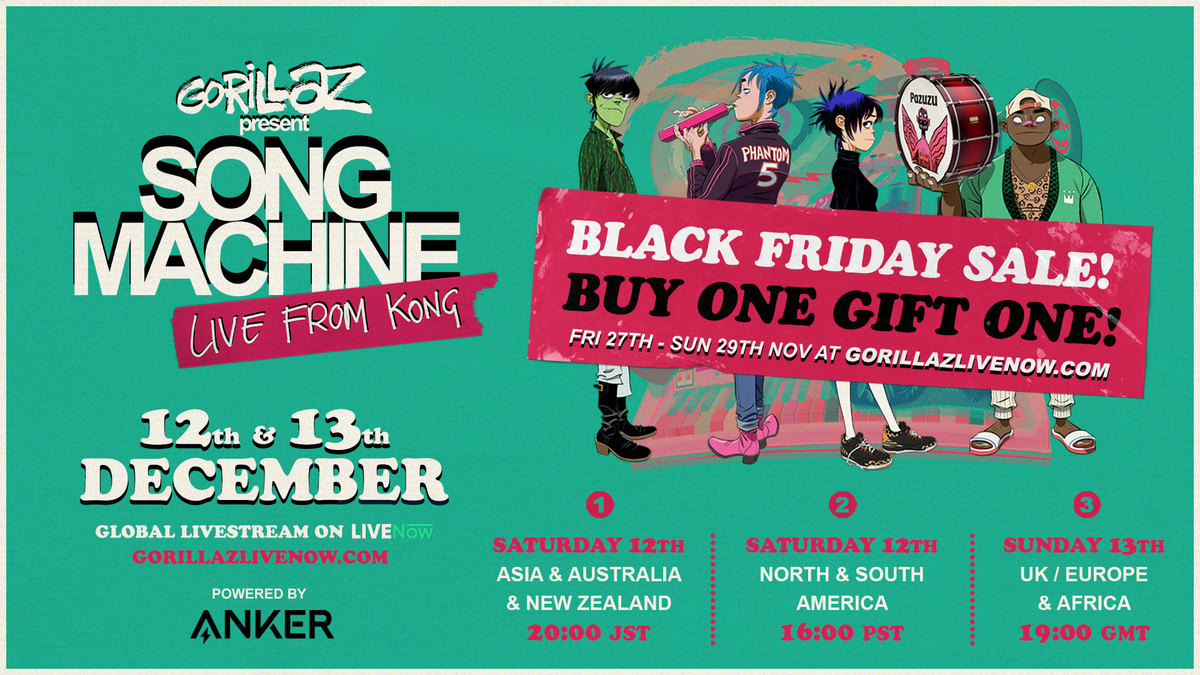 GORILLAZ
present
SONG
MACHINE
LIVE FROM KONG
12th & 13th
DECEMBER
GLOBAL LIVESTREAM ON LIVENow
GORILLAZLIVENOW.COM
POWERED BY
ANKER
PHANTOM
5
Pazuzu
BLACK FRIDAY SALE!
BUY ONE GIFT ONE!
FRI 27TH - SUN 29TH NOV AT GORILLAZLIVENOW.COM
1
SATURDAY 12TH
ASIA & AUSTRALIA
& NEW ZEALAND
20:00 JST
2
SATURDAY 12TH
NORTH & SOUTH
AMERICA
16:00 PST
3
SUNDAY 13TH
UK / EUROPE
& AFRICA
19:00 GMT